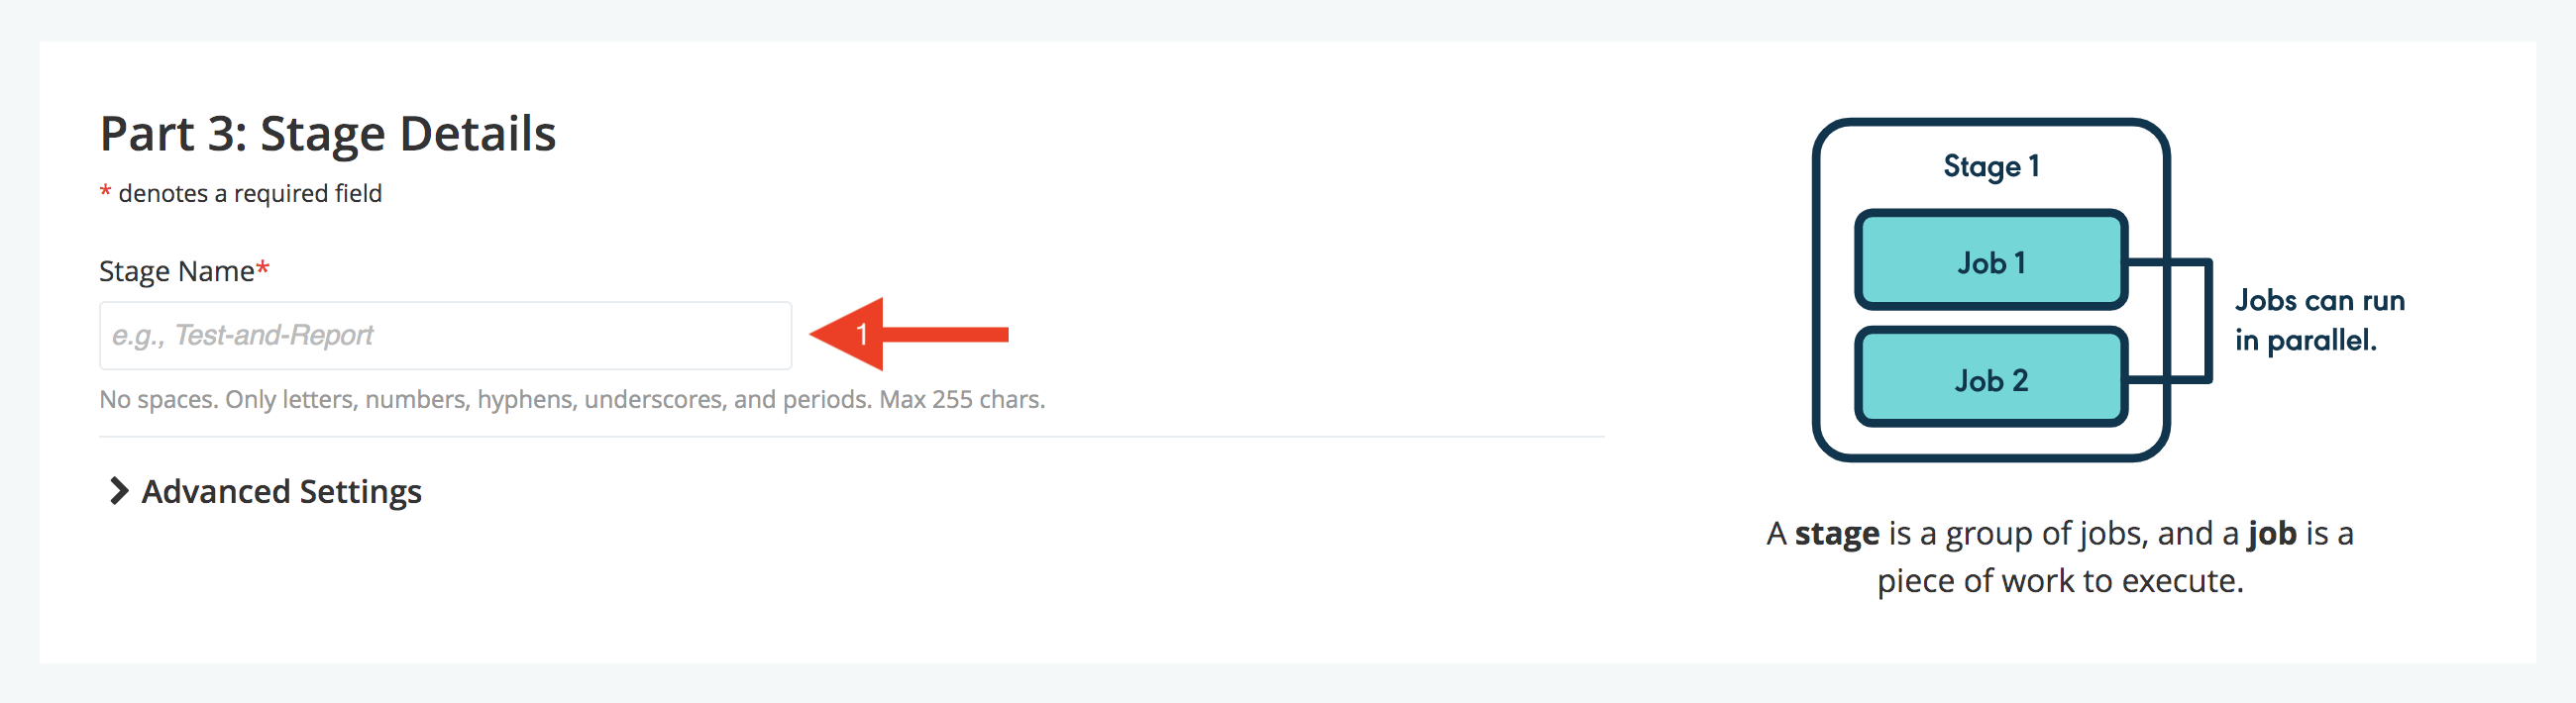 Part 3: Stage Details
* denotes a required field
Stage Name*
e.g., Test-and-Report
1
No spaces. Only letters, numbers, hyphens, underscores, and periods. Max 255 chars.
Advanced Settings
Stage 1
Job 1
Job 2
Jobs can run
in parallel.
A stage is a group of jobs, and a job is a
piece of work to execute.